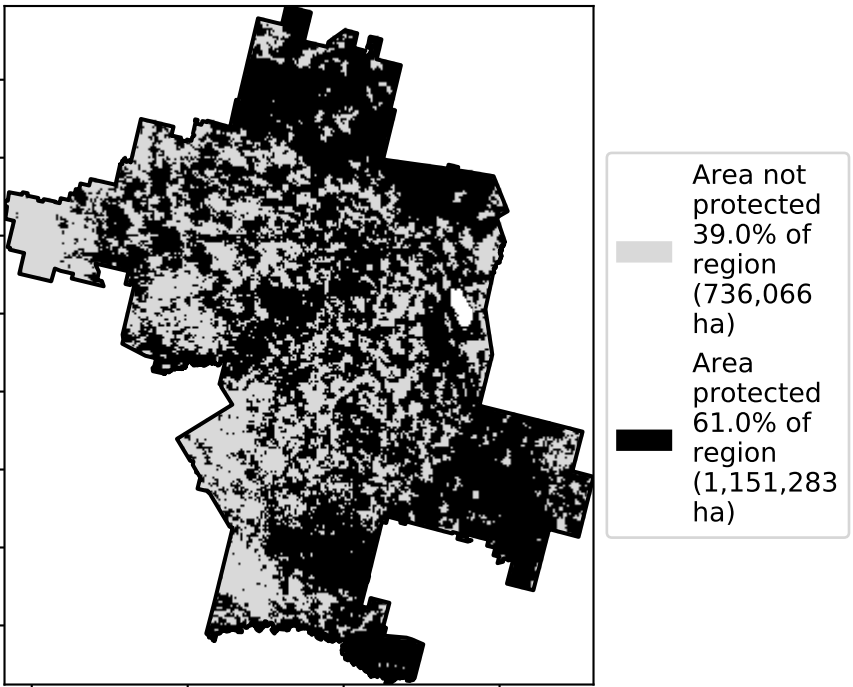 Area not
protected
39.0% of
region
(736,066
ha)
Area
protected
61.0% of
region
(1,151,283
ha)